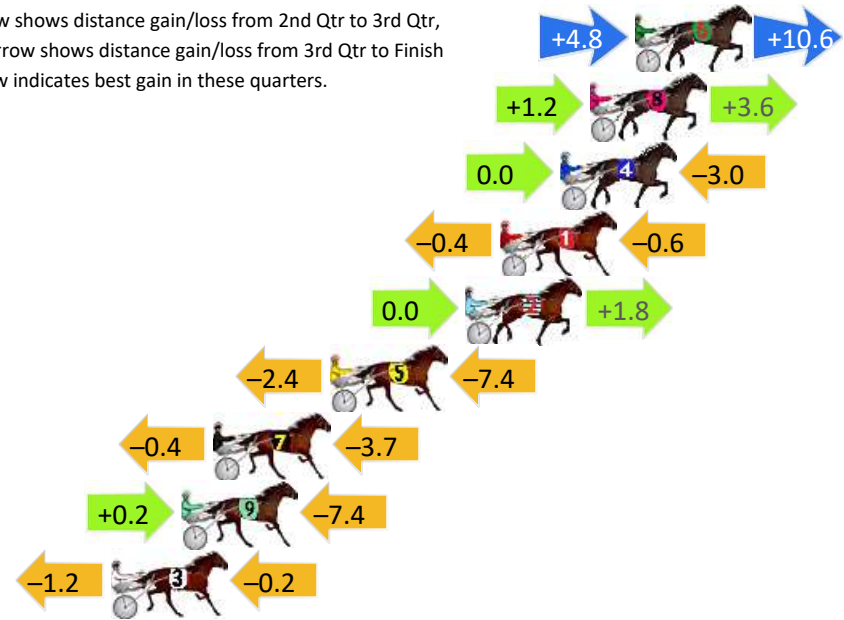 w shows distance gain/loss from 2nd Qtr to 3rd Qtr,
rrow shows distance gain/loss from 3rd Qtr to Finish
w indicates best gain in these quarters.
+4.8 6 +10.6
+1.2 8 +3.6
0.0 4 –3.0
–0.4 1 –0.6
0.0 2 +1.8
–2.4 5 –7.4
–0.4 7 –3.7
+0.2 9 –7.4
–1.2 3 –0.2